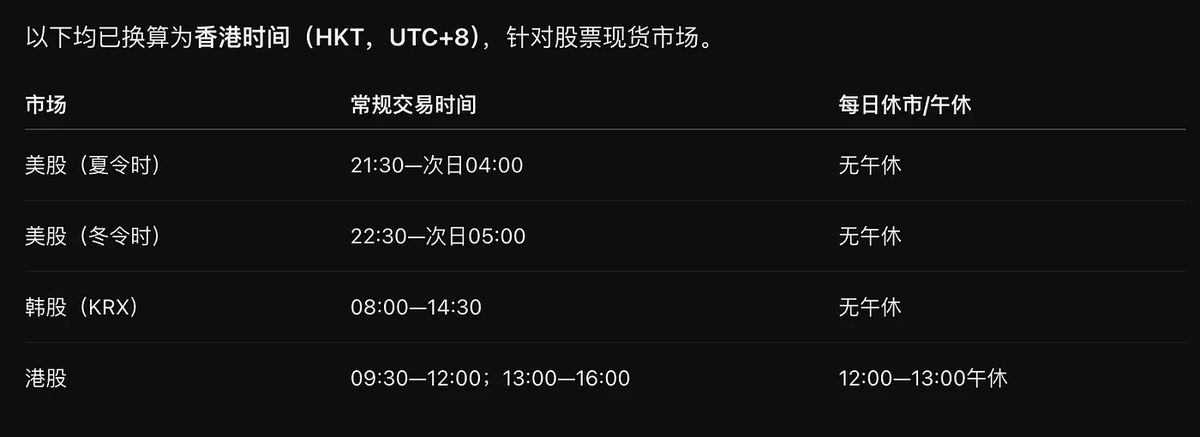 以下均已换算为香港时间（HKT，UTC+8），针对股票现货市场。
市场 常规交易时间 每日休市/午休
美股（夏令时） 21:30—次日04:00 无午休
美股（冬令时） 22:30—次日05:00 无午休
韩股（KRX） 08:00—14:30 无午休
港股 09:30—12:00；13:00—16:00 12:00—13:00午休